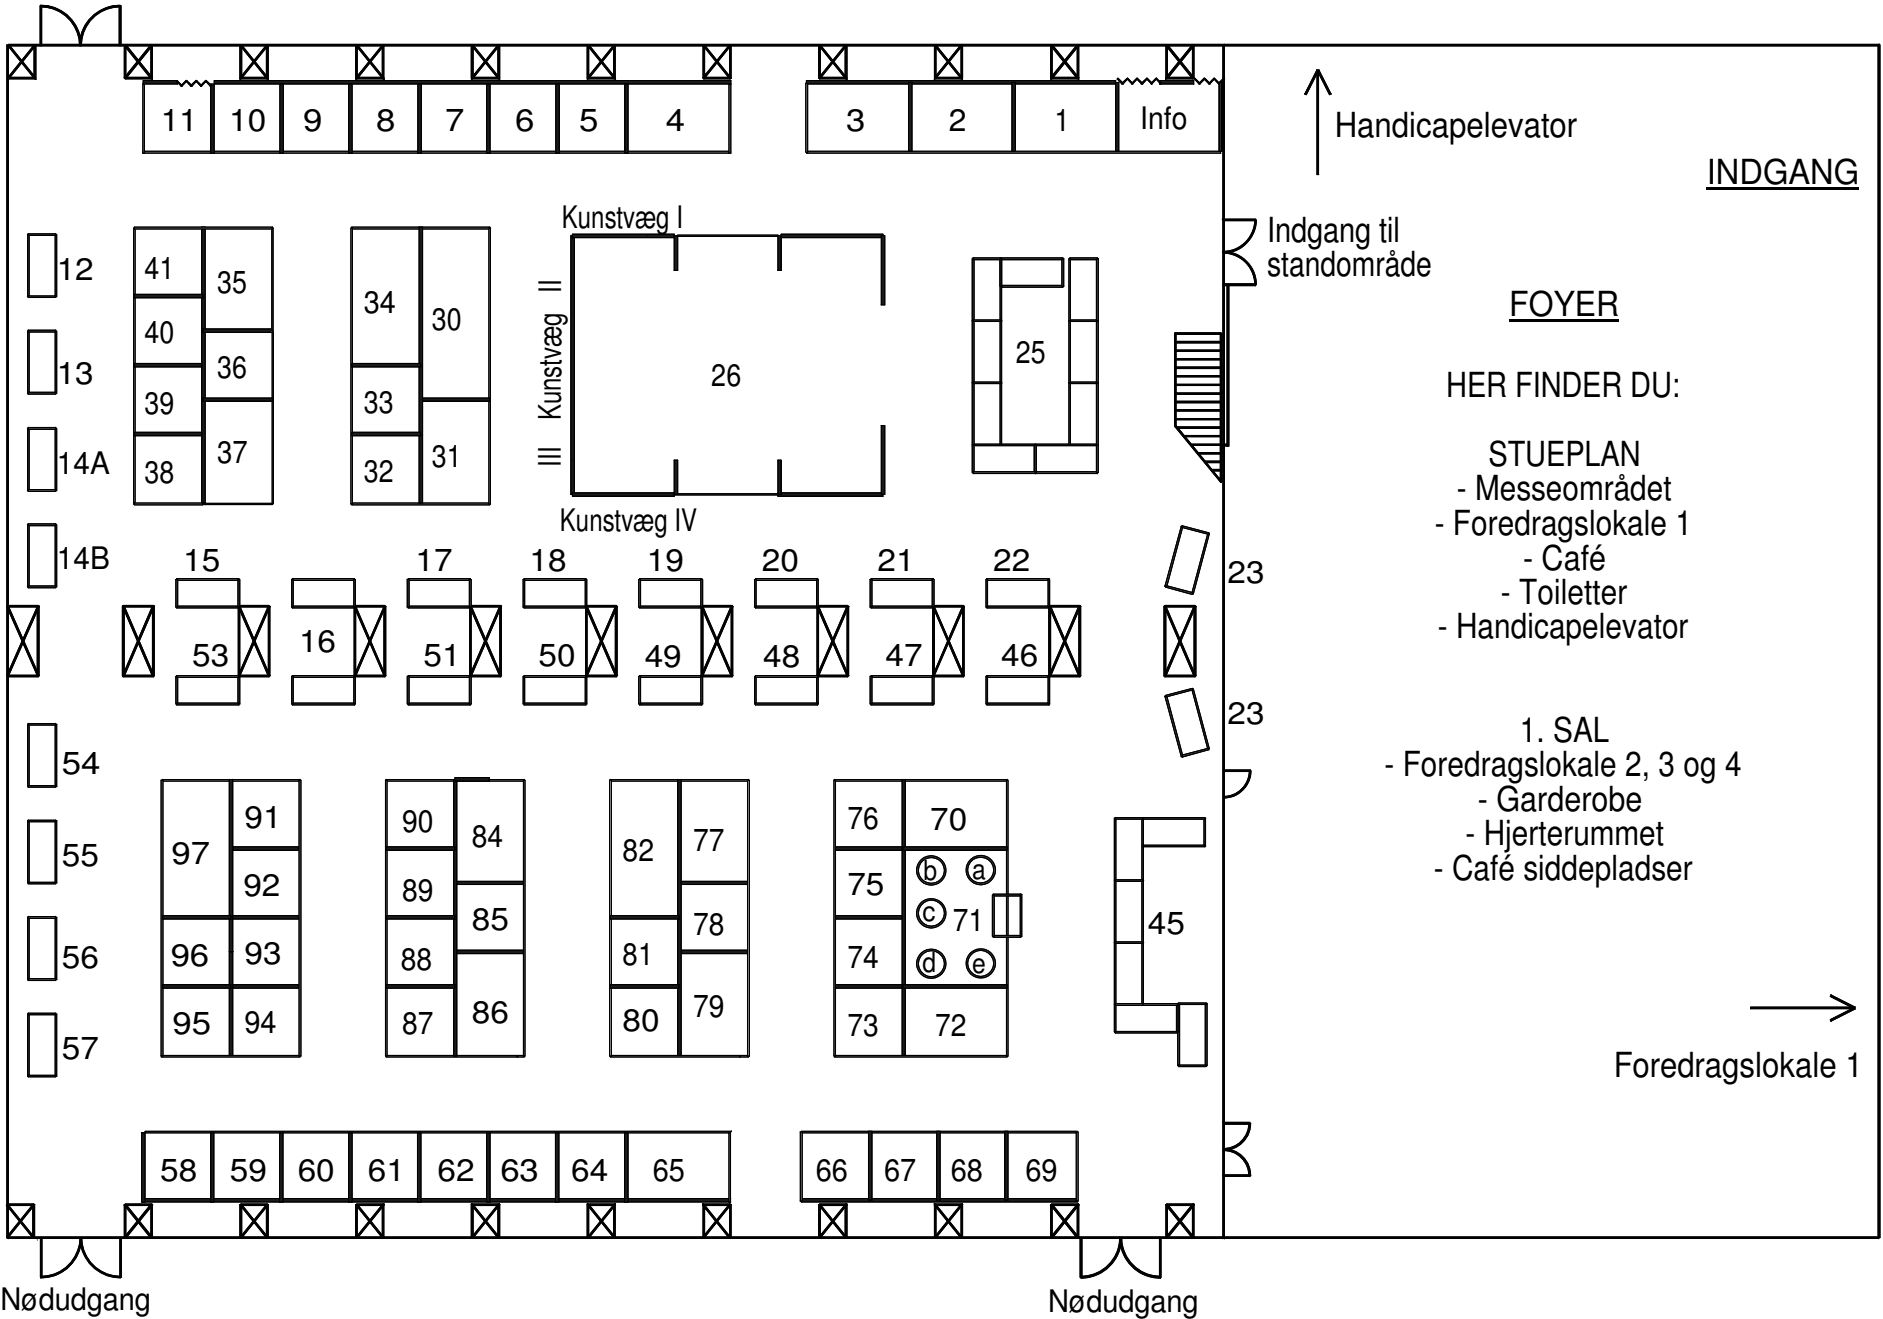 11 10 9 8 7 6 5 4 3 2 1 Info
Handicapelevator
INDGANG
Kunstvæg I
Indgang til
standområde
12
13
14A
14B
41 35
40 36
39 37
38
34 30
33 31
32
Kunstvæg II
III
26
Kunstvæg IV
25
FOYER
HER FINDER DU:
STUEPLAN
- Messeområdet
- Foredragslokale 1
- Café
- Toiletter
- Handicapelevator
15 17 18 19 20 21 22 23
53 16 51 50 49 48 47 46
23
1. SAL
- Foredragslokale 2, 3 og 4
- Garderobe
- Hjerterummet
- Café siddepladser
54
55
56
57
97 91
92
96 93
95 94
90 84
89 85
88 86
87
82 77
78
81 79
80
76 70
75 b a
c 71
74 d e
73 72
45
Foredragslokale 1
58 59 60 61 62 63 64 65 66 67 68 69
Nødudgang
Nødudgang